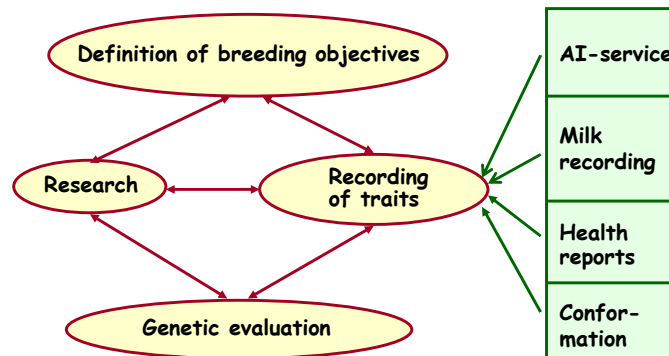 Definition of breeding objectives
AI-service
Milk
recording
Research
Recording
of traits
Health
reports
Genetic evaluation
Confor-
mation